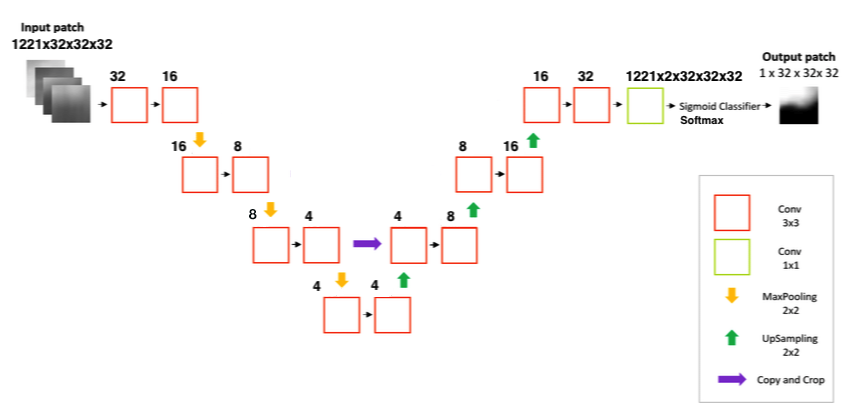 Input patch
1221x32x32x32
32
16
16
8
8
4
4
4
4
8
8
16
16
32
1221x2x32x32x32
Sigmoid Classifier
Softmax
Output patch
1 x 32 x 32x 32
Conv
3x3
Conv
1x1
MaxPooling
2x2
UpSampling
2x2
Copy and Crop